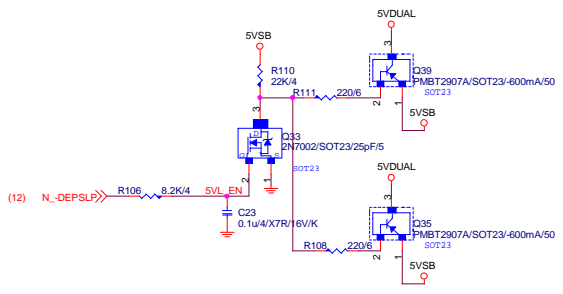 5VDUAL
5VSB
3
Q39
PMBT2907A/SOT23/-600mA/50
R110
22K/4
R111
220/6
SOT23
2
1
5VSB
3
D
Q33
2N7002/SOT23/25pF/5
G
S
SOT23
5VDUAL
2
1
(12)
N_-DEPSLP
R106
8.2K/4
5VL_EN
3
C23
0.1u/4/X7R/16V/K
Q35
PMBT2907A/SOT23/-600mA/50
R108
220/6
SOT23
2
1
5VSB